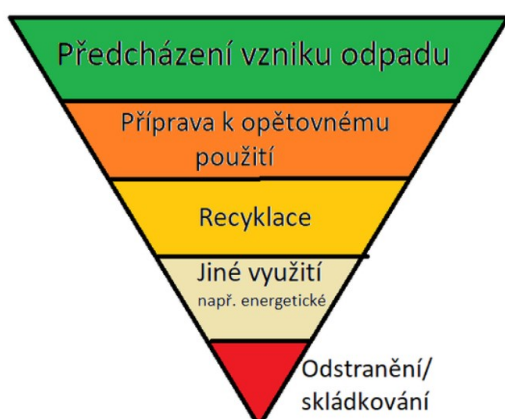 Předcházení vzniku odpadu
Příprava k opětovnému
použití
Recyklace
Jiné využití
např. energetické
Odstranění/
skládkování